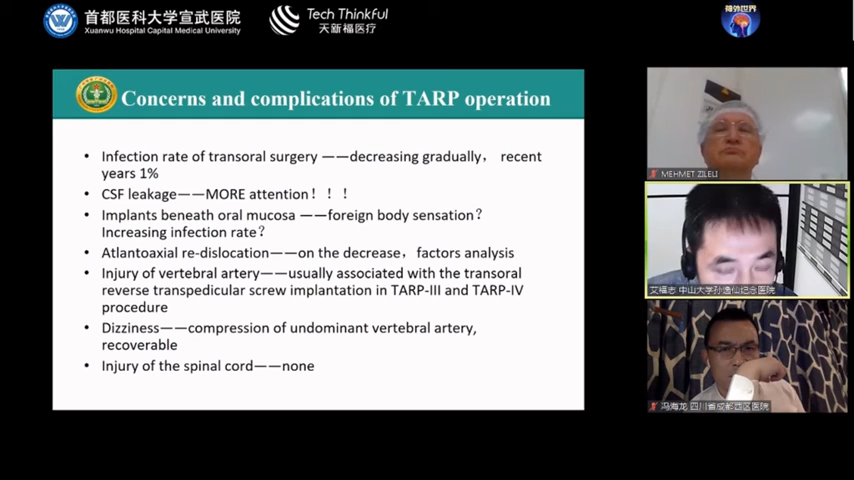 首都医科大学宣武医院
Xuanwu Hospital Capital Medical University
Tech Thinkful
天新福医疗
Concerns and complications of TARP operation
• Infection rate of transoral surgery ——decreasing gradually， recent
years 1%
• CSF leakage——MORE attention！！！
• Implants beneath oral mucosa ——foreign body sensation？
Increasing infection rate？
• Atlantoaxial re-dislocation——on the decrease，factors analysis
• Injury of vertebral artery——usually associated with the transoral
reverse transpedicular screw implantation in TARP-III and TARP-IV
procedure
• Dizziness——compression of undominant vertebral artery,
recoverable
• Injury of the spinal cord——none
MEHMET ZILELI
艾福志 中山大学孙逸仙纪念医院
冯海龙 四川省成都西区医院